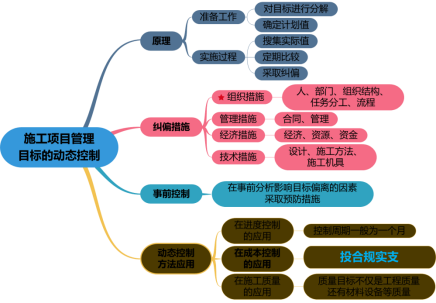 施工项目管理
目标的动态控制
原理
准备工作
对目标进行分解
确定计划值
实施过程
搜集实际值
定期比较
采取纠偏
纠偏措施
组织措施
人、部门、组织结构、
任务分工、流程
管理措施
合同、管理
经济措施
经济、资源、资金
技术措施
设计、施工方法、
施工机具
事前控制
在事前分析影响目标偏离的因素
采取预防措施
动态控制
方法应用
在进度控制
的应用
控制周期一般为一个月
在成本控制
的应用
投合规实支
在施工质量
的应用
质量目标不仅是工程质量
还有材料设备等质量